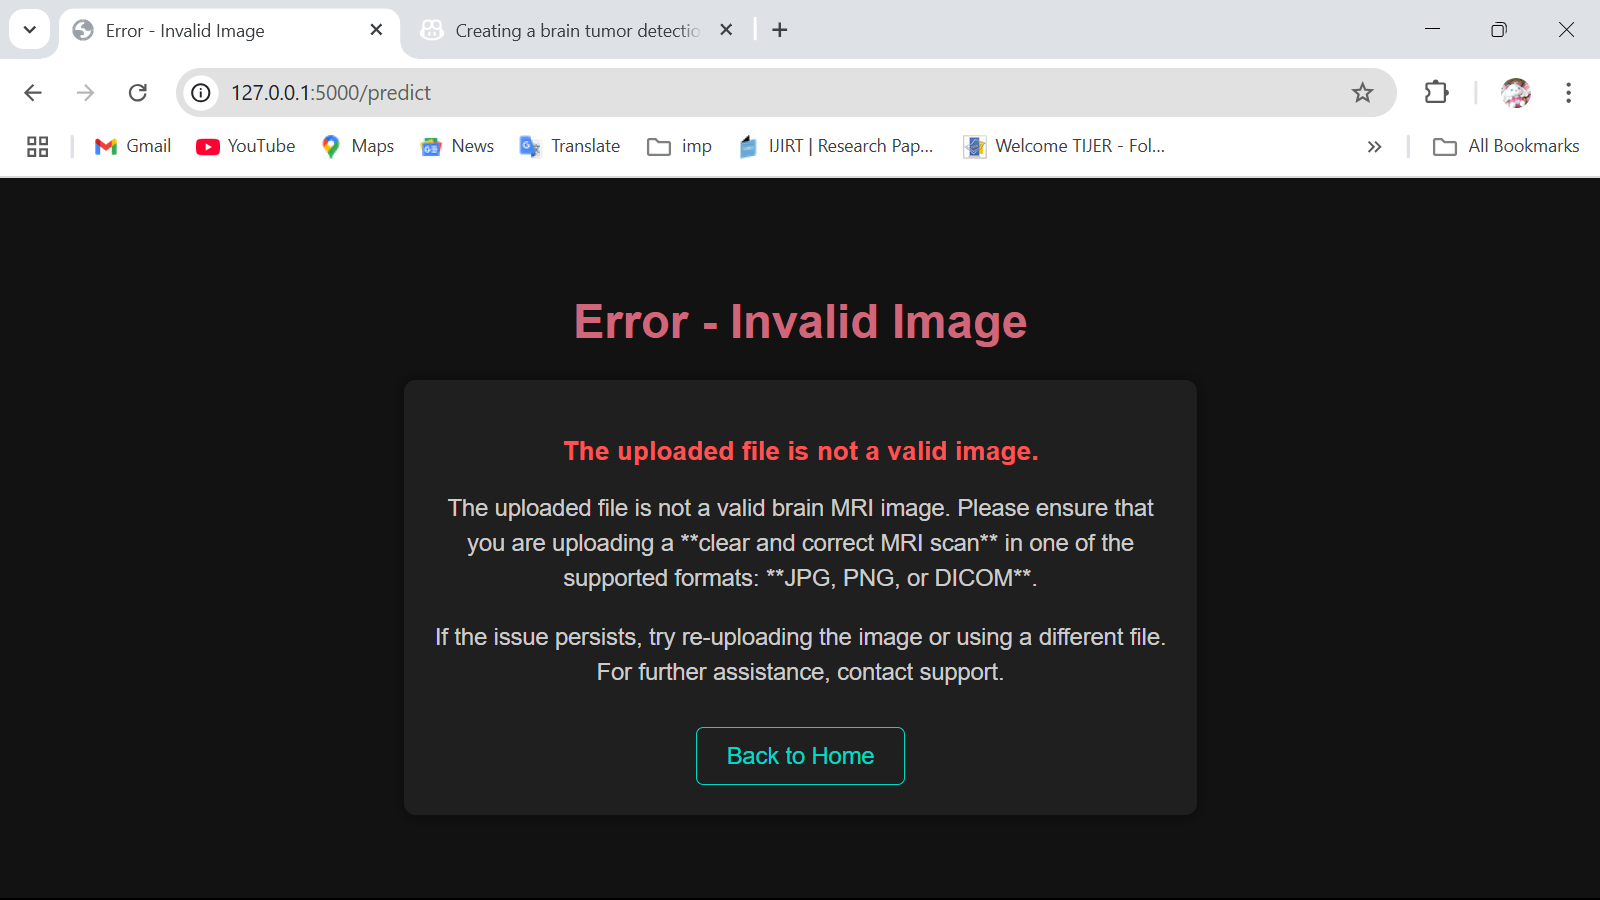 Error - Invalid Image
Creating a brain tumor detectio
127.0.0.1:5000/predict
Gmail
YouTube
Maps
News
Translate
imp
IJIRT | Research Pap...
Welcome TIJER - Fol...
All Bookmarks
Error - Invalid Image
The uploaded file is not a valid image.
The uploaded file is not a valid brain MRI image. Please ensure that
you are uploading a **clear and correct MRI scan** in one of the
supported formats: **JPG, PNG, or DICOM**.
If the issue persists, try re-uploading the image or using a different file.
For further assistance, contact support.
Back to Home